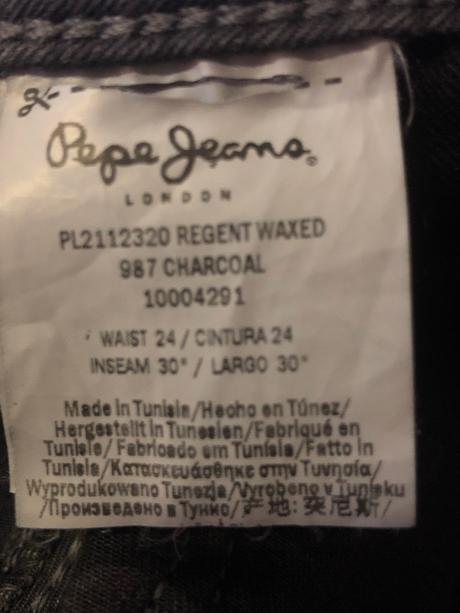 Pepe Jeans®
LONDON
PL2112320 REGENT WAXED
987 CHARCOAL
10004291
WAIST 24 / CINTURA 24
INSEAM 30" / LARGO 30"
Made in Tunisia/Hecho en Túnez/
Hergestellt in Tunesien/Fabriqué en
Tunisie/Fabricado em Tunísia/Fatto in
Tunisia/Κατασκευάσθηκε στην Τυνησία/
Wyprodukowano Tunezja/Vyrobeno v Tunisku
/Произведено в Тунис/产地: 突尼斯/